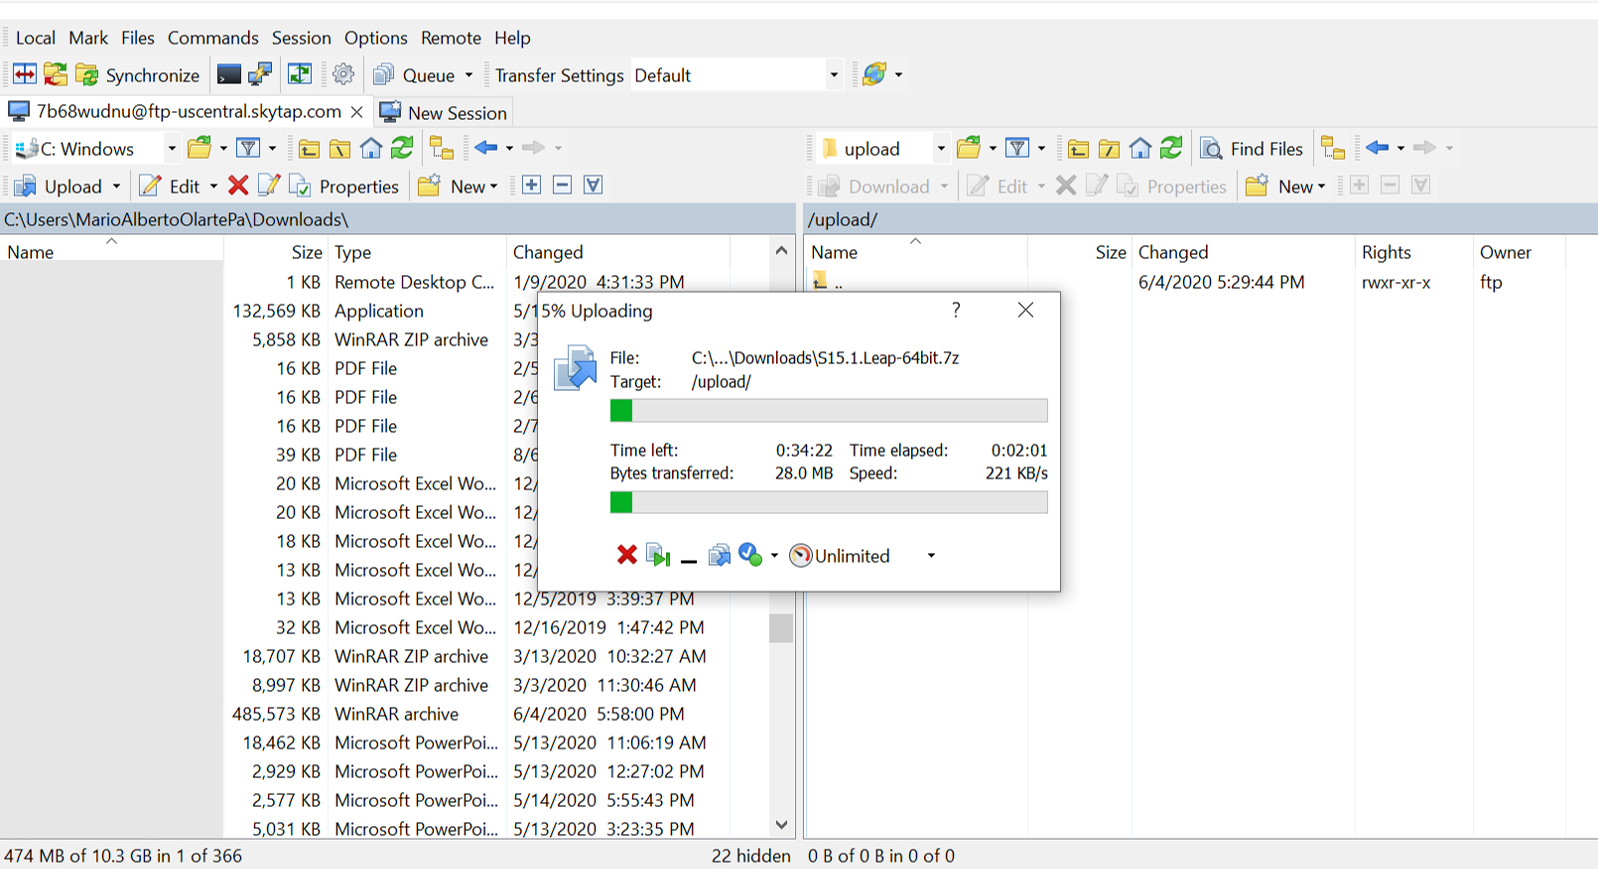 Local Mark Files Commands Session Options Remote Help
Synchronize Queue Transfer Settings Default
7b68wudnu@ftp-uscentral.skytap.com New Session
C: Windows upload Find Files
Upload Edit Properties New Download Edit Properties New
C:\Users\MarioAlbertoOlartePa\Downloads\ /upload/
Name Size Type Changed Name Size Changed Rights Owner
1 KB Remote Desktop C... 1/9/2020 4:31:33 PM .. 6/4/2020 5:29:44 PM rwxr-xr-x ftp
132,569 KB Application 5/1
5,858 KB WinRAR ZIP archive 3/3
16 KB PDF File 2/5
16 KB PDF File 2/6
16 KB PDF File 2/7
39 KB PDF File 8/6
20 KB Microsoft Excel Wo... 12/
20 KB Microsoft Excel Wo... 12/
18 KB Microsoft Excel Wo... 12/
13 KB Microsoft Excel Wo... 12/
13 KB Microsoft Excel Wo... 12/5/2019 3:39:37 PM
32 KB Microsoft Excel Wo... 12/16/2019 1:47:42 PM
18,707 KB WinRAR ZIP archive 3/13/2020 10:32:27 AM
8,997 KB WinRAR ZIP archive 3/3/2020 11:30:46 AM
485,573 KB WinRAR archive 6/4/2020 5:58:00 PM
18,462 KB Microsoft PowerPoi... 5/13/2020 11:06:19 AM
2,929 KB Microsoft PowerPoi... 5/13/2020 12:27:02 PM
2,577 KB Microsoft PowerPoi... 5/14/2020 5:55:43 PM
5,031 KB Microsoft PowerPoi... 5/13/2020 3:23:35 PM
5% Uploading ?
File: C:\...\Downloads\S15.1.Leap-64bit.7z
Target: /upload/
Time left: 0:34:22 Time elapsed: 0:02:01
Bytes transferred: 28.0 MB Speed: 221 KB/s
Unlimited
474 MB of 10.3 GB in 1 of 366 22 hidden 0 B of 0 B in 0 of 0